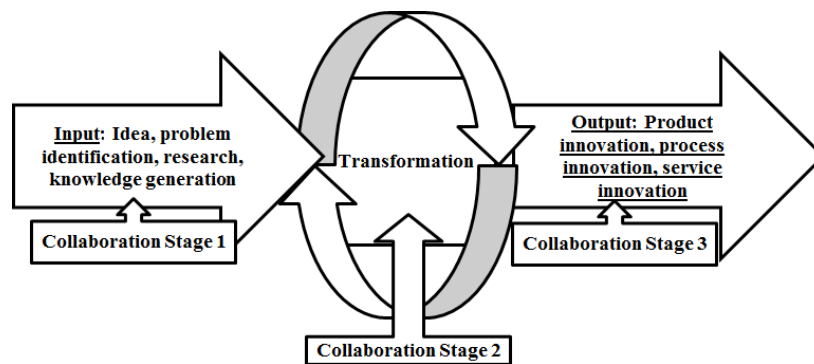 Input: Idea, problem
identification, research,
knowledge generation
Collaboration Stage 1
Transformation
Collaboration Stage 2
Output: Product
innovation, process
innovation, service
innovation
Collaboration Stage 3